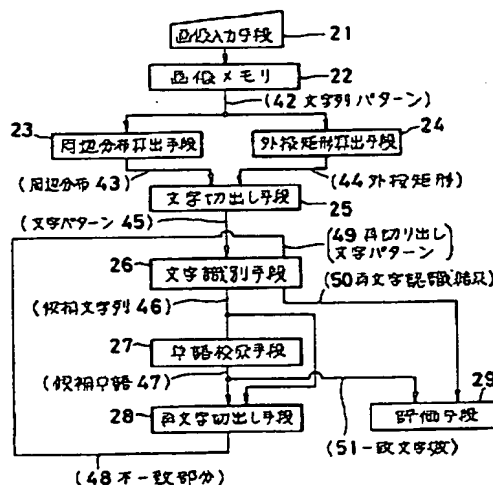 画像入力手段 21
画像メモリ 22
(42 文字列パターン)
23 周辺分布算出手段
外接矩形算出手段 24
(周辺分布 43)
(44 外接矩形)
文字切出し手段 25
(文字パターン 45)
(49 再切り出し文字パターン)
26 文字識別手段
(50 再文字認識結果)
(候補文字列 46)
27 単語照合手段
(候補単語 47)
28 再文字切出し手段
評価手段 29
(51 一致文字数)
(48 不一致部分)